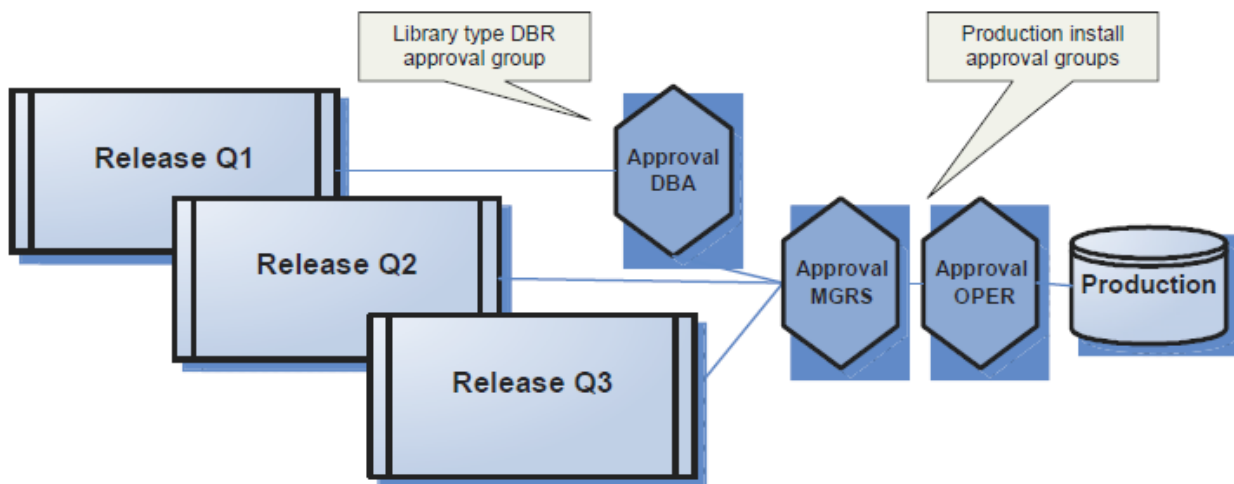 Library type DBR
approval group
Production install
approval groups
Release Q1
Approval
DBA
Release Q2
Approval
MGRS
Approval
OPER
Production
Release Q3